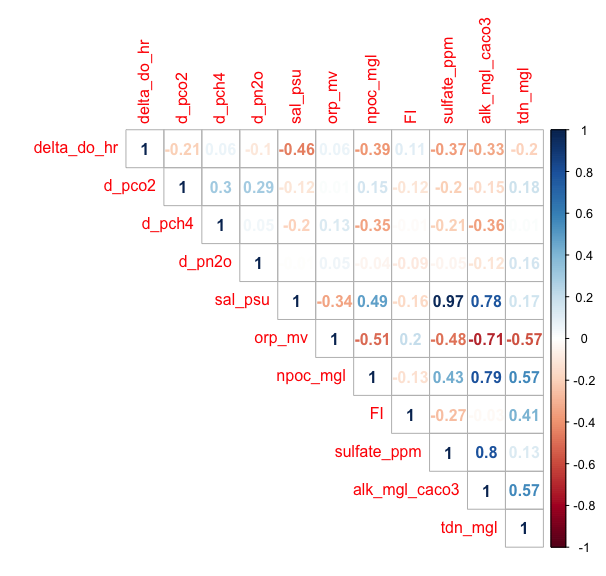 delta_do_hr d_pco2 d_pch4 d_pn2o sal_psu orp_mv npoc_mgl FI sulfate_ppm alk_mgl_caco3 tdn_mgl
delta_do_hr 1 -0.21 0.06 -0.1 -0.46 0.06 -0.39 0.11 -0.37 -0.33 -0.2
d_pco2 1 0.3 0.29 -0.12 0.15 -0.12 -0.2 -0.15 0.18
d_pch4 1 0.05 -0.2 0.13 -0.35 -0.21 -0.36
d_pn2o 1 0.05 -0.04 -0.09 -0.05 -0.12 0.16
sal_psu 1 -0.34 0.49 -0.16 0.97 0.78 0.17
orp_mv 1 -0.51 0.2 -0.48 -0.71 -0.57
npoc_mgl 1 -0.13 0.43 0.79 0.57
FI 1 -0.27 -0.03 0.41
sulfate_ppm 1 0.8 0.13
alk_mgl_caco3 1 0.57
tdn_mgl 1
1
0.8
0.6
0.4
0.2
0
-0.2
-0.4
-0.6
-0.8
-1